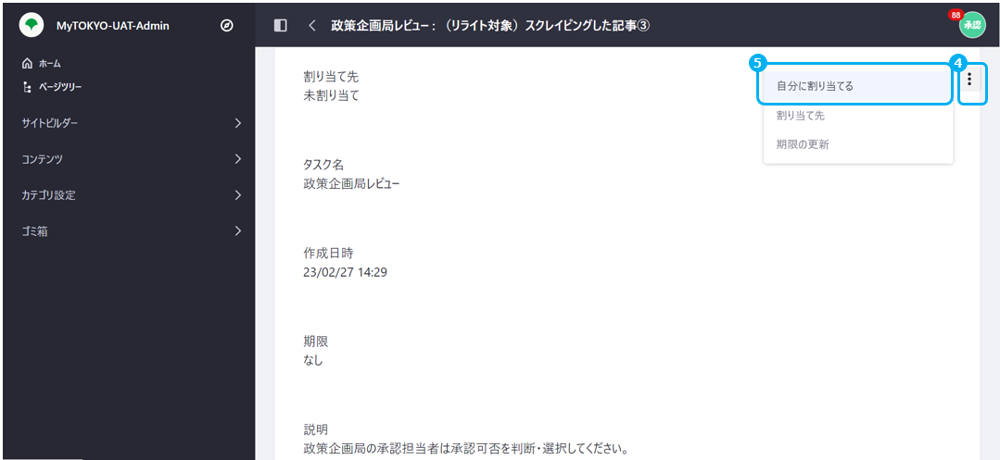 MyTOKYO-UAT-Admin
政策企画局レビュー：（リライト対象）スクレイピングした記事③
88
承認
ホーム
ページツリー
サイトビルダー
コンテンツ
カテゴリ設定
ゴミ箱
割り当て先
未割り当て
5
4
自分に割り当てる
割り当て先
期限の更新
タスク名
政策企画局レビュー
作成日時
23/02/27 14:29
期限
なし
説明
政策企画局の承認担当者は承認可否を判断・選択してください。